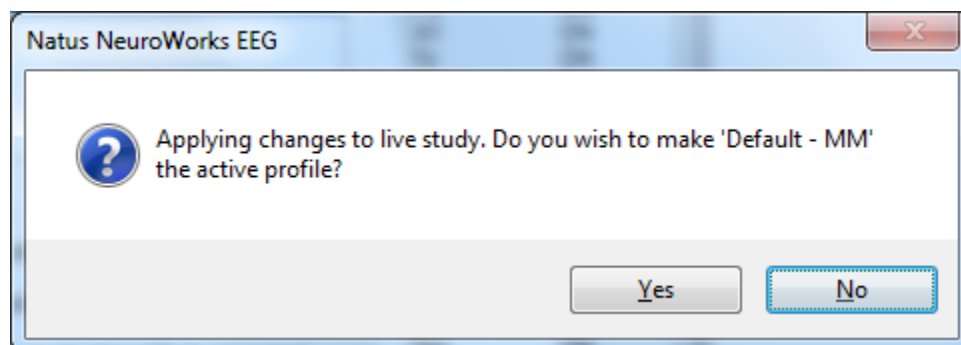 Natus NeuroWorks EEG
Applying changes to live study. Do you wish to make 'Default - MM'
the active profile?
Yes
No